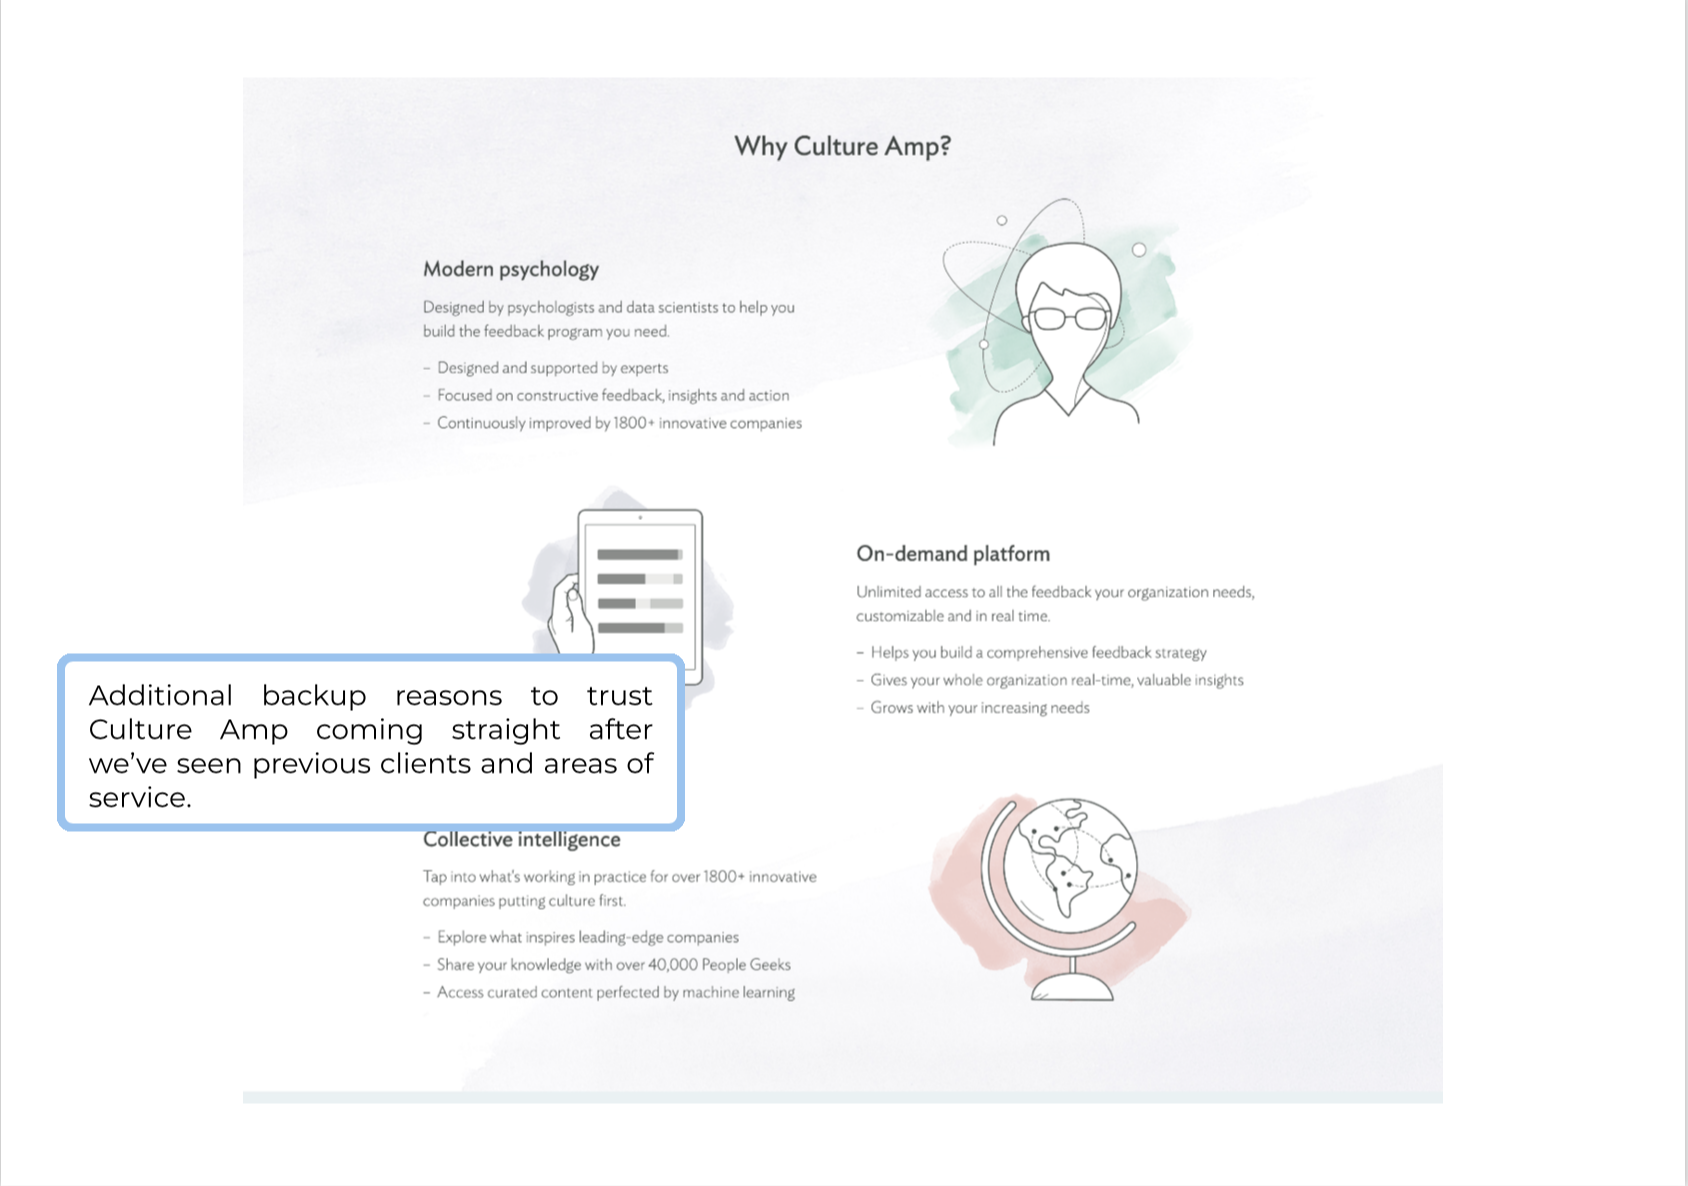 Why Culture Amp?
Modern psychology
Designed by psychologists and data scientists to help you
build the feedback program you need.
– Designed and supported by experts
– Focused on constructive feedback, insights and action
– Continuously improved by 1800+ innovative companies
On-demand platform
Unlimited access to all the feedback your organization needs,
customizable and in real time.
– Helps you build a comprehensive feedback strategy
– Gives your whole organization real-time, valuable insights
– Grows with your increasing needs
Additional backup reasons to trust
Culture Amp coming straight after
we’ve seen previous clients and areas of
service.
Collective intelligence
Tap into what's working in practice for over 1800+ innovative
companies putting culture first.
– Explore what inspires leading-edge companies
– Share your knowledge with over 40,000 People Geeks
– Access curated content perfected by machine learning